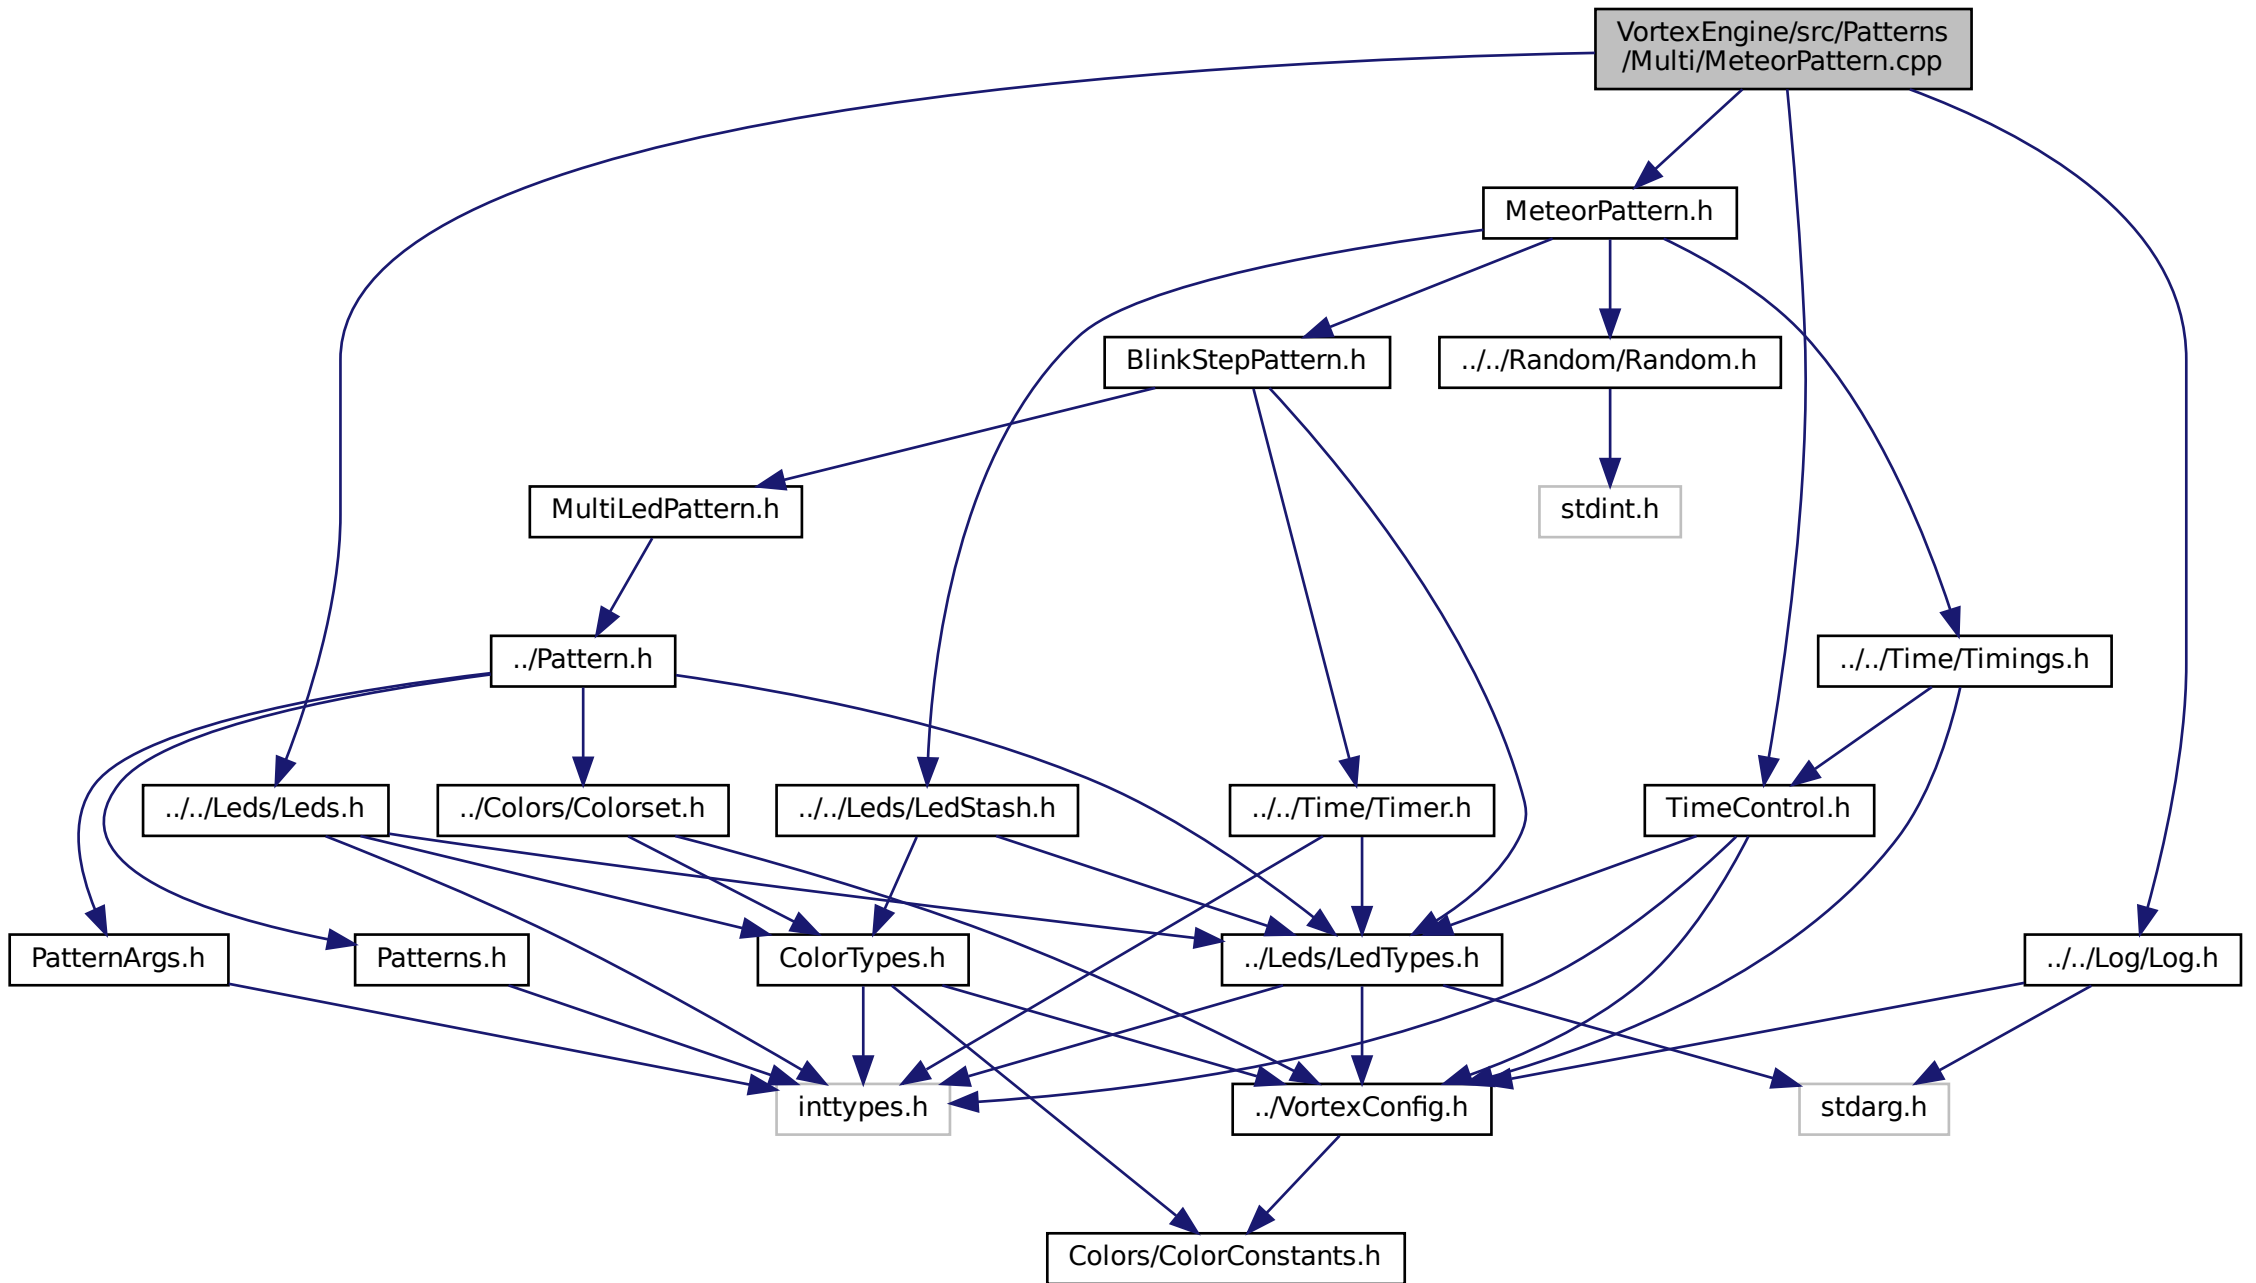 VortexEngine/src/Patterns
/Multi/MeteorPattern.cpp
MeteorPattern.h
BlinkStepPattern.h
../../Random/Random.h
MultiLedPattern.h
stdint.h
../Pattern.h
../../Time/Timings.h
../../Leds/Leds.h
../Colors/Colorset.h
../../Leds/LedStash.h
../../Time/Timer.h
TimeControl.h
PatternArgs.h
Patterns.h
ColorTypes.h
../Leds/LedTypes.h
../../Log/Log.h
inttypes.h
../VortexConfig.h
stdarg.h
Colors/ColorConstants.h